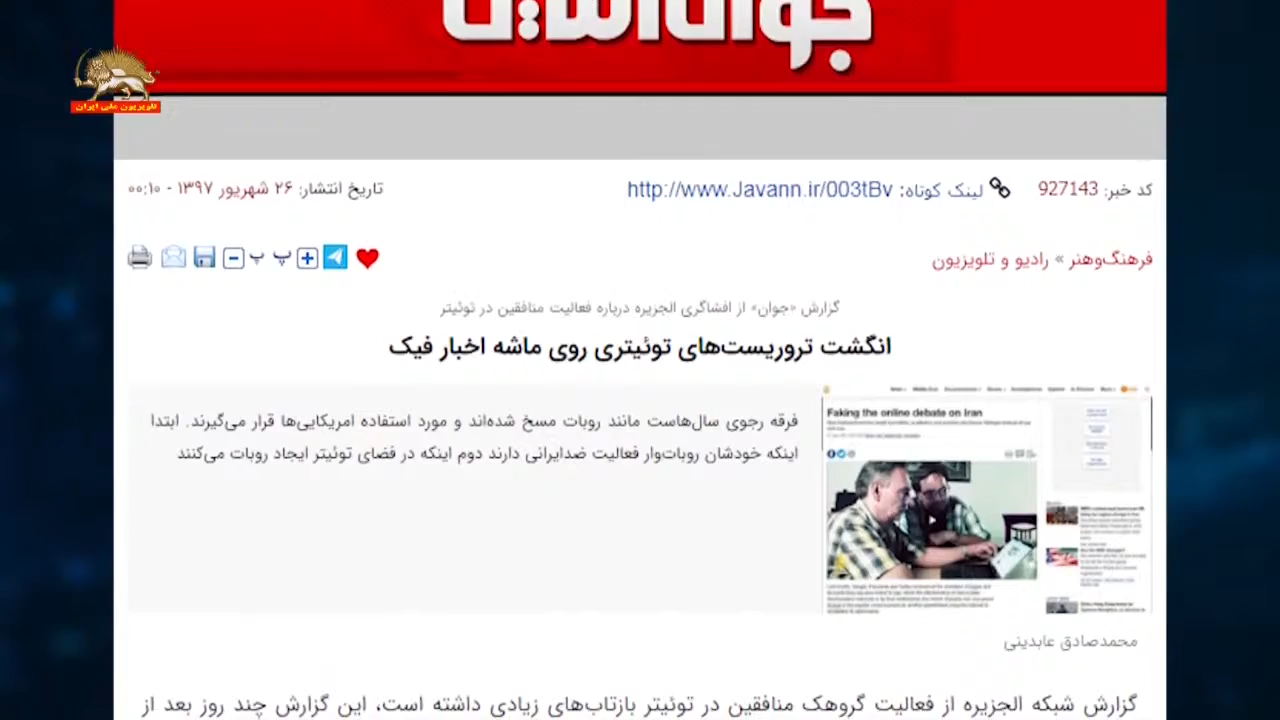 جوان آنلاین
تلویزیون ملی ایران
کد خبر: 927143
لینک کوتاه: http://www.Javann.ir/003tBv
تاریخ انتشار: ۲۶ شهریور ۱۳۹۷ - ۰۰:۱۰
فرهنگ‌وهنر » رادیو و تلویزیون
پ پ
گزارش «جوان» از افشاگری الجزیره درباره فعالیت منافقین در توئیتر
انگشت تروریست‌های توئیتری روی ماشه اخبار فیک
Faking the online debate on Iran
فرقه رجوی سال‌هاست مانند روبات مسخ شده‌اند و مورد استفاده امریکایی‌ها قرار می‌گیرند. ابتدا
اینکه خودشان روبات‌وار فعالیت ضدایرانی دارند دوم اینکه در فضای توئیتر ایجاد روبات می‌کنند
محمدصادق عابدینی
گزارش شبکه الجزیره از فعالیت گروهک منافقین در توئیتر بازتاب‌های زیادی داشته است، این گزارش چند روز بعد از